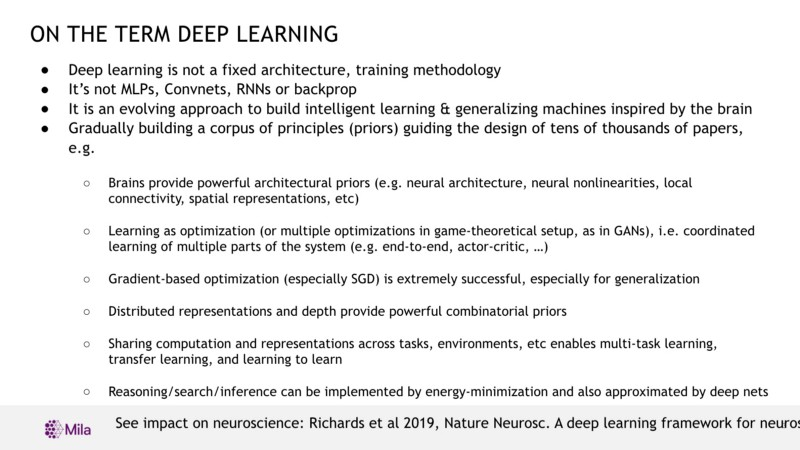 ON THE TERM DEEP LEARNING
● Deep learning is not a fixed architecture, training methodology
● It's not MLPs, Convnets, RNNs or backprop
● It is an evolving approach to build intelligent learning & generalizing machines inspired by the brain
● Gradually building a corpus of principles (priors) guiding the design of tens of thousands of papers,
e.g.
○ Brains provide powerful architectural priors (e.g. neural architecture, neural nonlinearities, local
connectivity, spatial representations, etc)
○ Learning as optimization (or multiple optimizations in game-theoretical setup, as in GANs), i.e. coordinated
learning of multiple parts of the system (e.g. end-to-end, actor-critic, …)
○ Gradient-based optimization (especially SGD) is extremely successful, especially for generalization
○ Distributed representations and depth provide powerful combinatorial priors
○ Sharing computation and representations across tasks, environments, etc enables multi-task learning,
transfer learning, and learning to learn
○ Reasoning/search/inference can be implemented by energy-minimization and also approximated by deep nets
Mila
See impact on neuroscience: Richards et al 2019, Nature Neurosc. A deep learning framework for